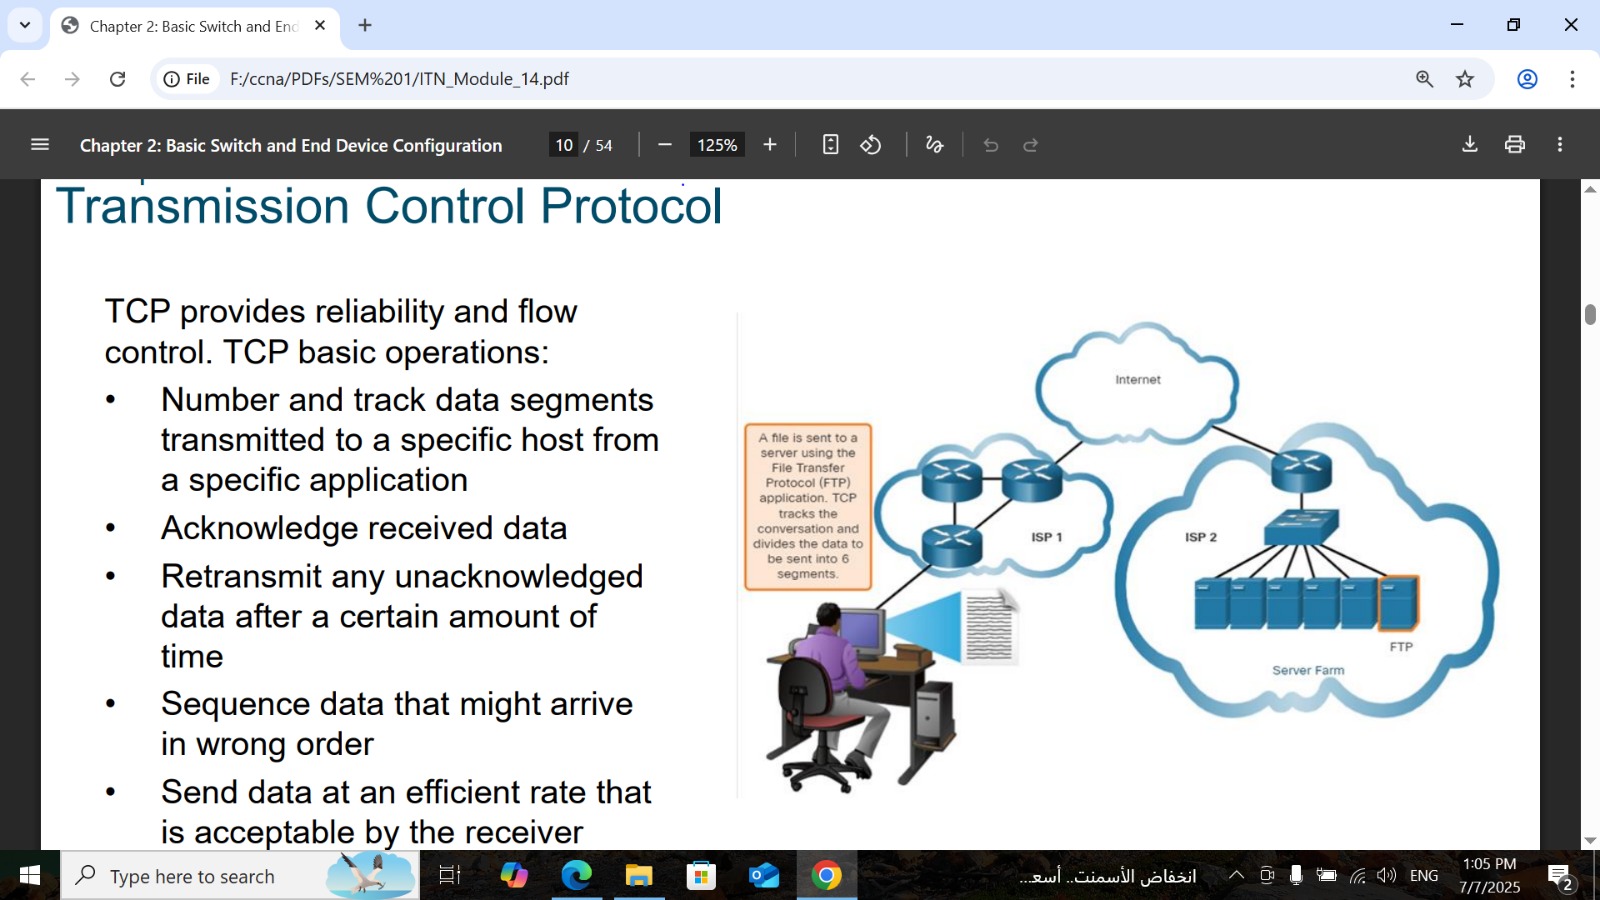 Chapter 2: Basic Switch and End
File
F:/ccna/PDFs/SEM%201/ITN_Module_14.pdf
Chapter 2: Basic Switch and End Device Configuration
10 / 54
125%
Transmission Control Protocol
TCP provides reliability and flow
control. TCP basic operations:
• Number and track data segments
transmitted to a specific host from
a specific application
• Acknowledge received data
• Retransmit any unacknowledged
data after a certain amount of
time
• Sequence data that might arrive
in wrong order
• Send data at an efficient rate that
is acceptable by the receiver
A file is sent to a
server using the
File Transfer
Protocol (FTP)
application. TCP
tracks the
conversation and
divides the data to
be sent into 6
segments.
Internet
ISP 1
ISP 2
FTP
Server Farm
Type here to search
انخفاض الأسمنت.. أسعـ...
ENG
1:05 PM
7/7/2025
2